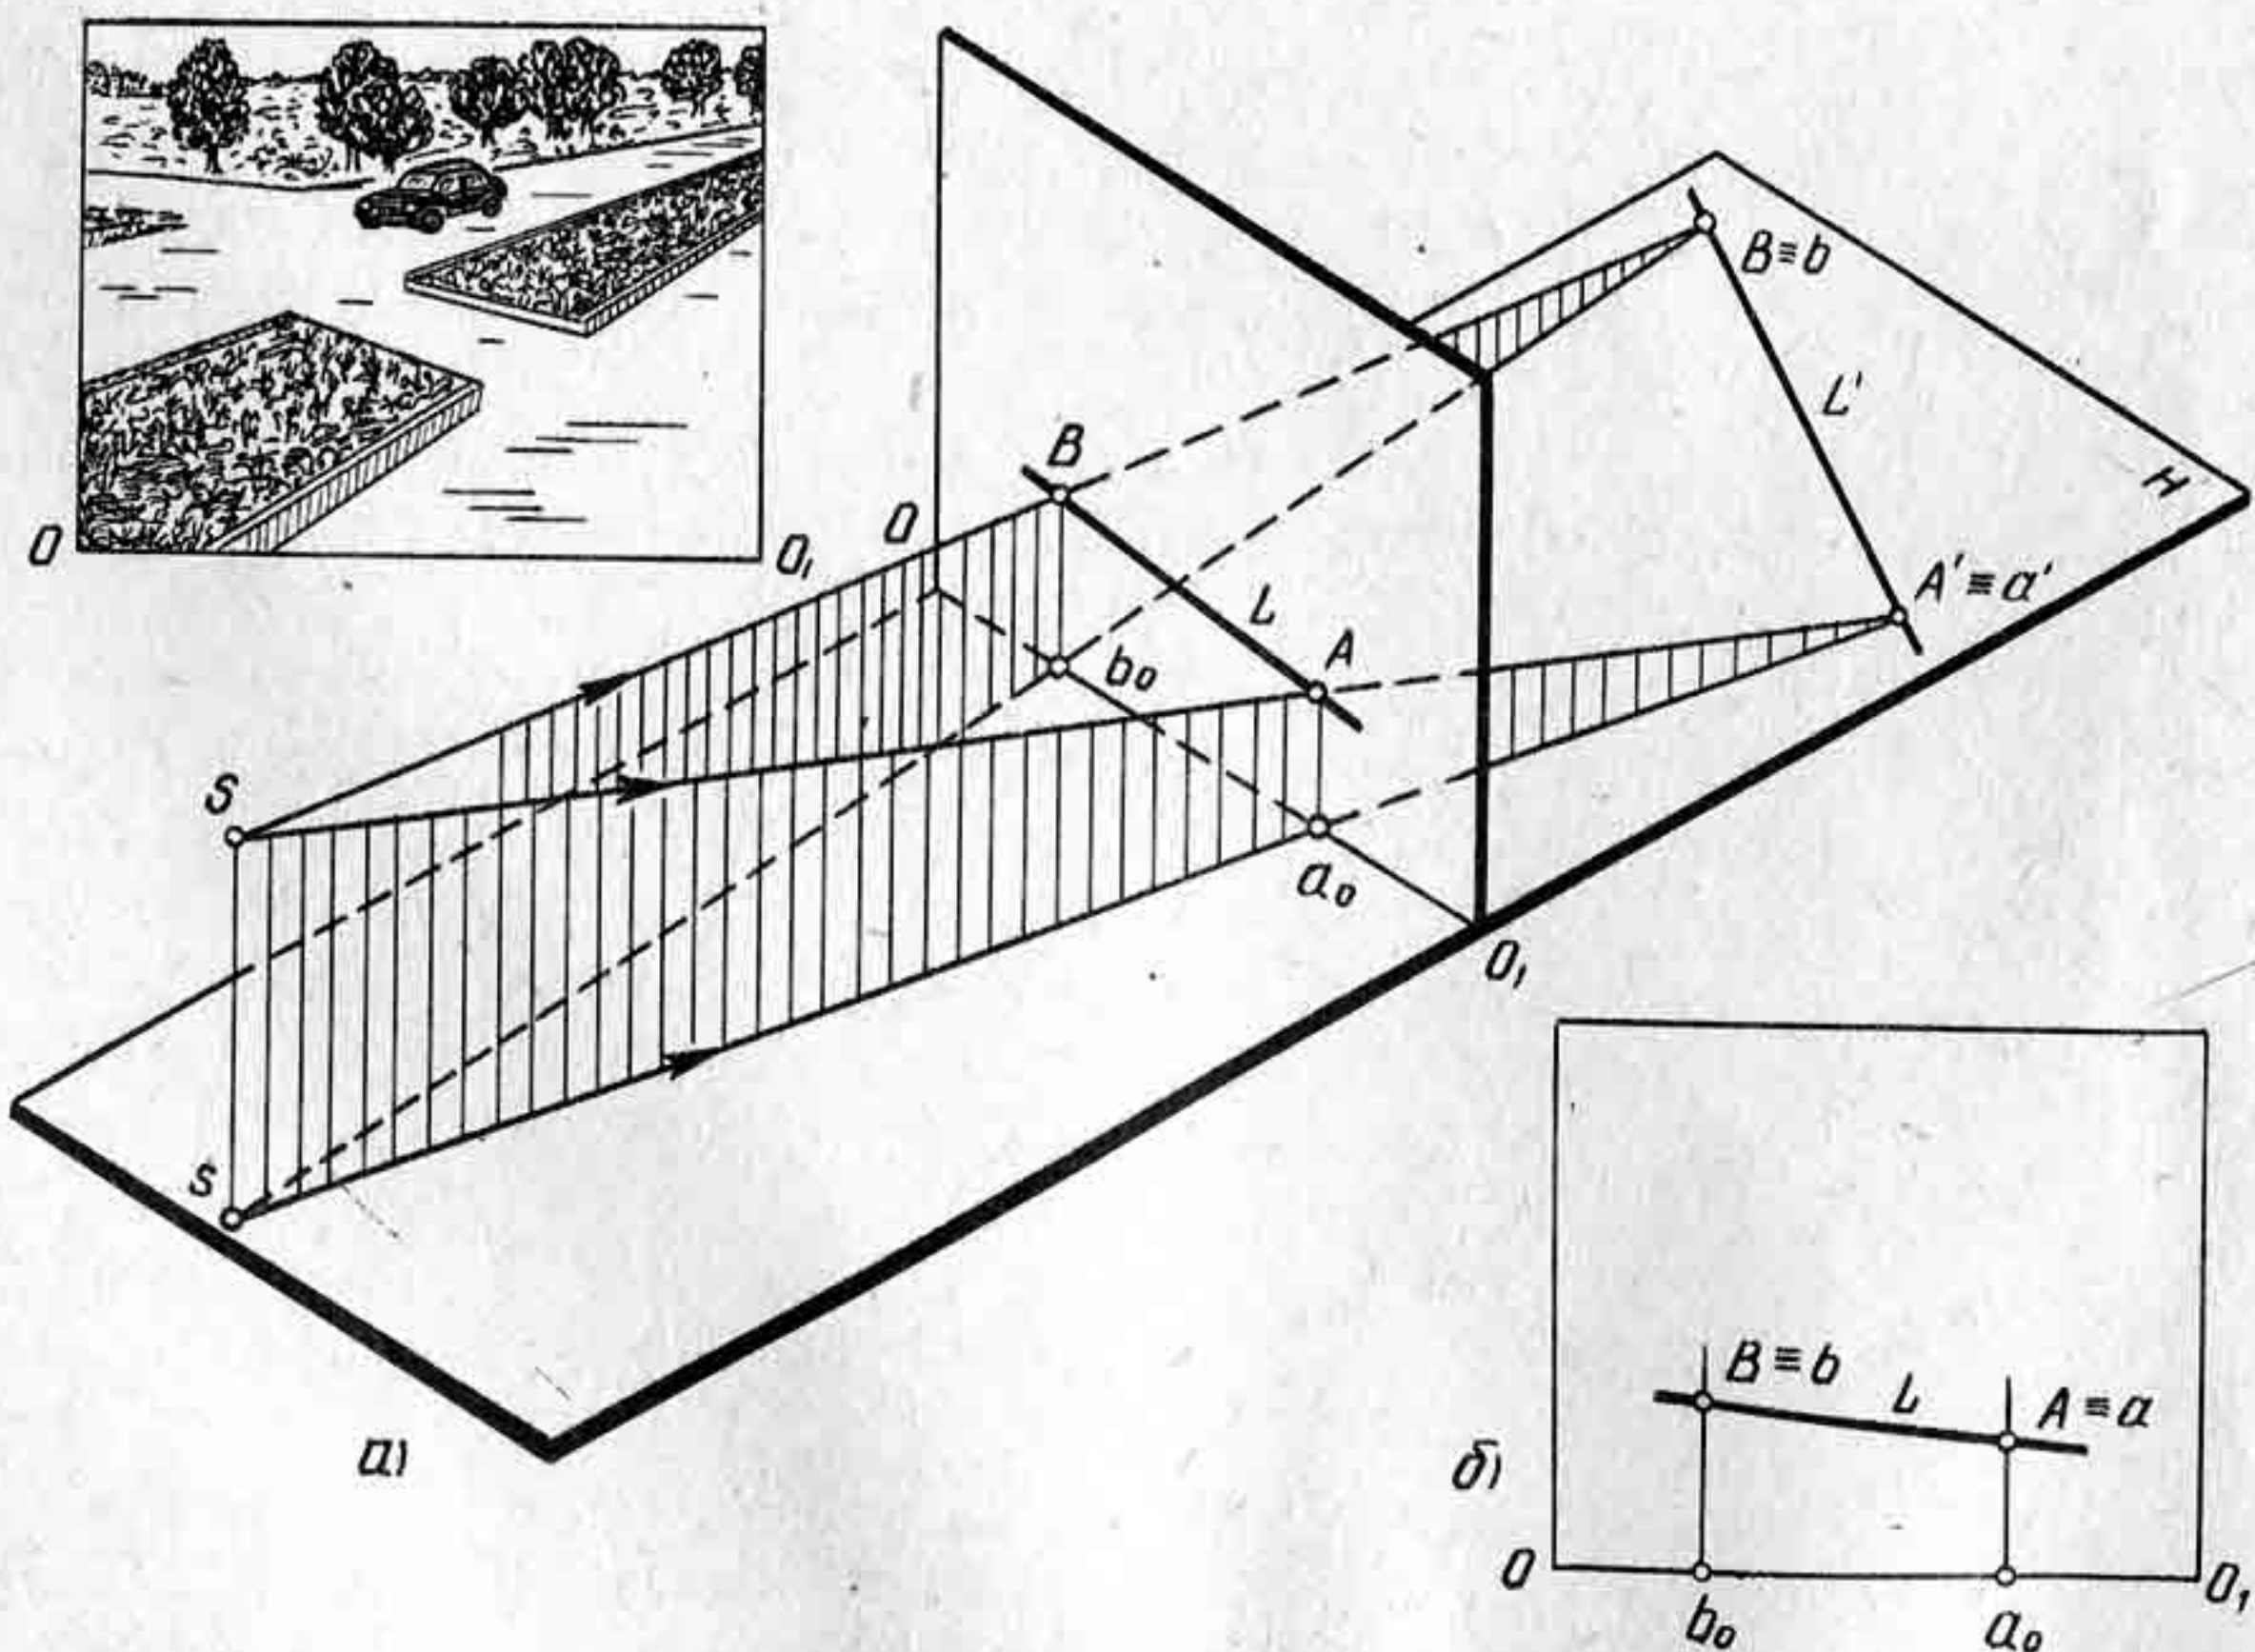 O
O₁
B≡b
L'
H
B
O
A'≡a'
L
A
b₀
S
a₀
s
O₁
а)
B≡b
L
A≡a
б)
O
O₁
b₀
a₀